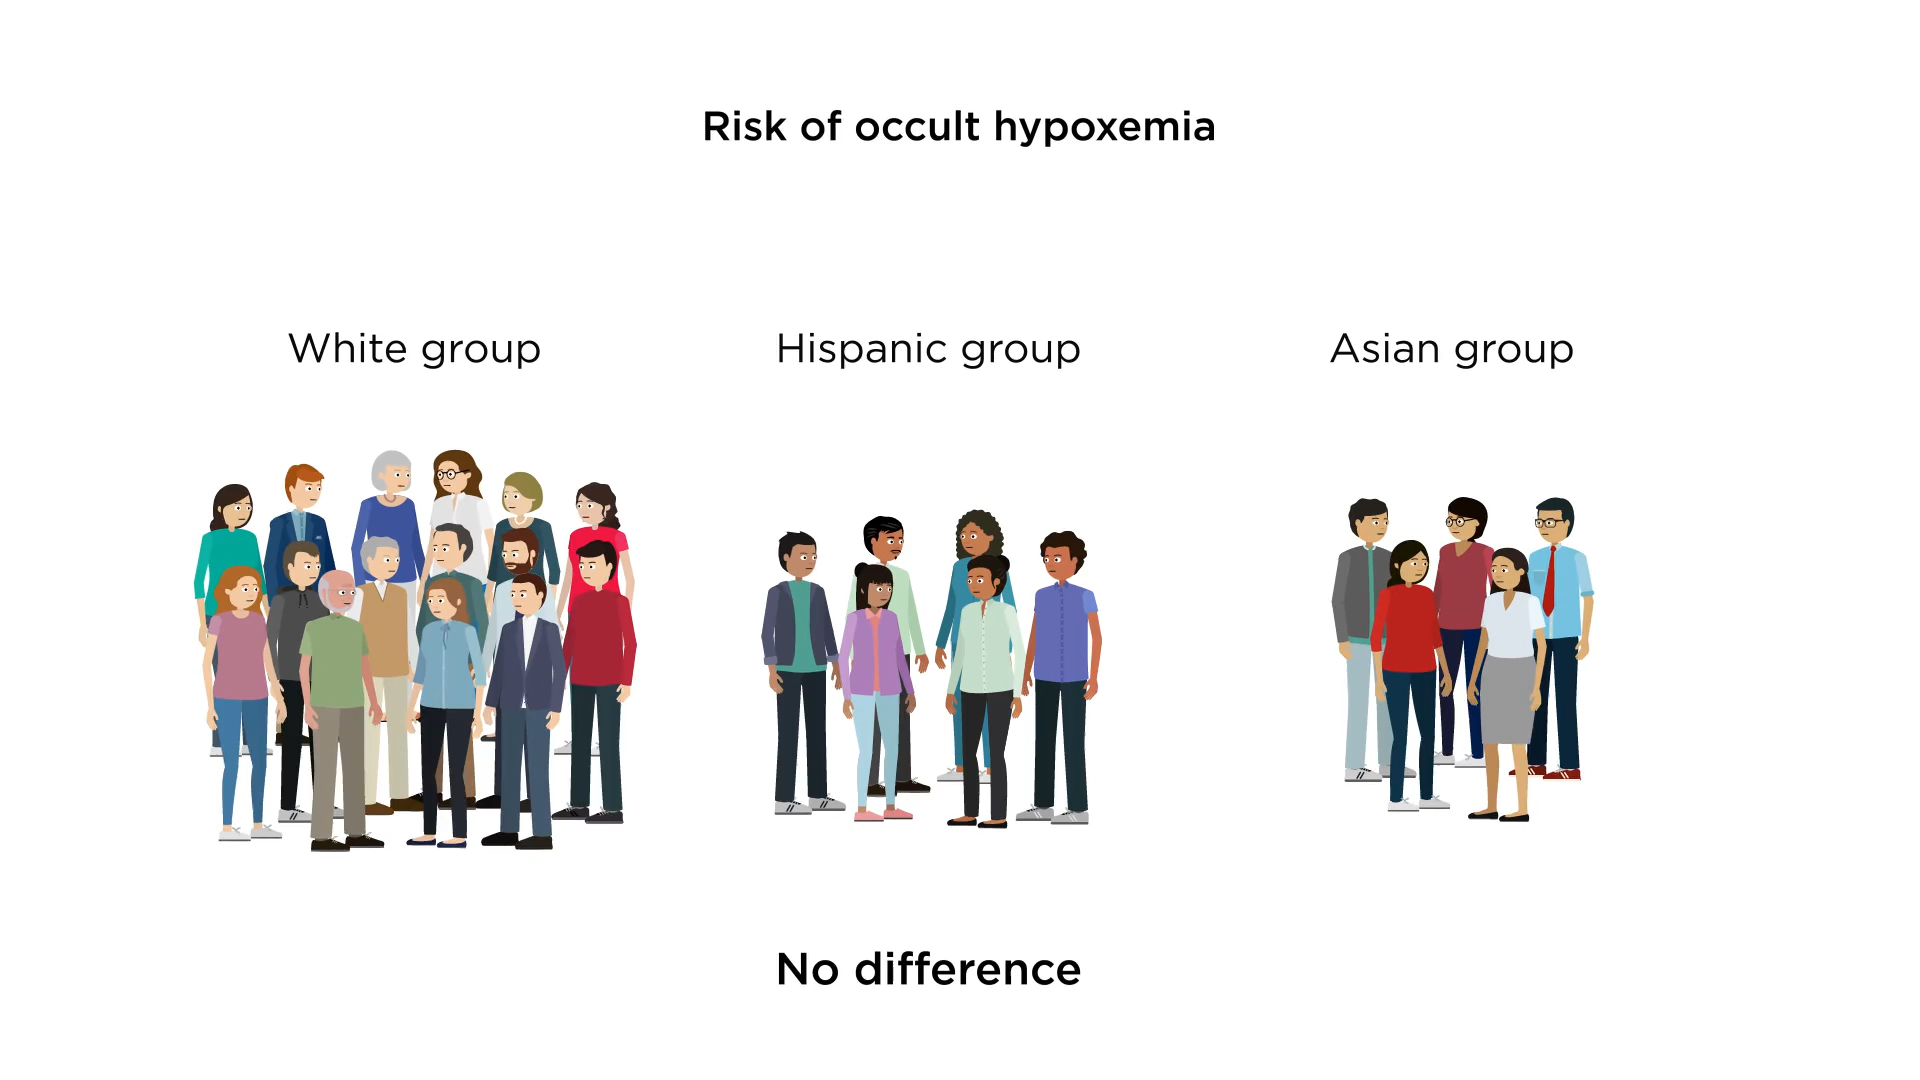 Risk of occult hypoxemia
White group
Hispanic group
Asian group
No difference